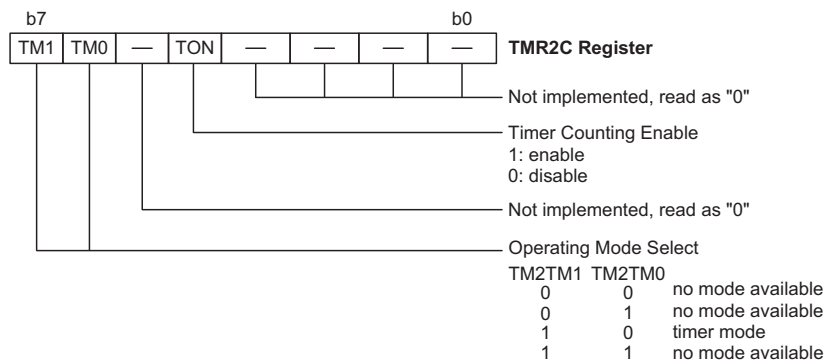 b7 b0
TM1 TM0 — TON — — — — TMR2C Register
Not implemented, read as "0"
Timer Counting Enable
1: enable
0: disable
Not implemented, read as "0"
Operating Mode Select
TM2TM1 TM2TM0
0 0 no mode available
0 1 no mode available
1 0 timer mode
1 1 no mode available